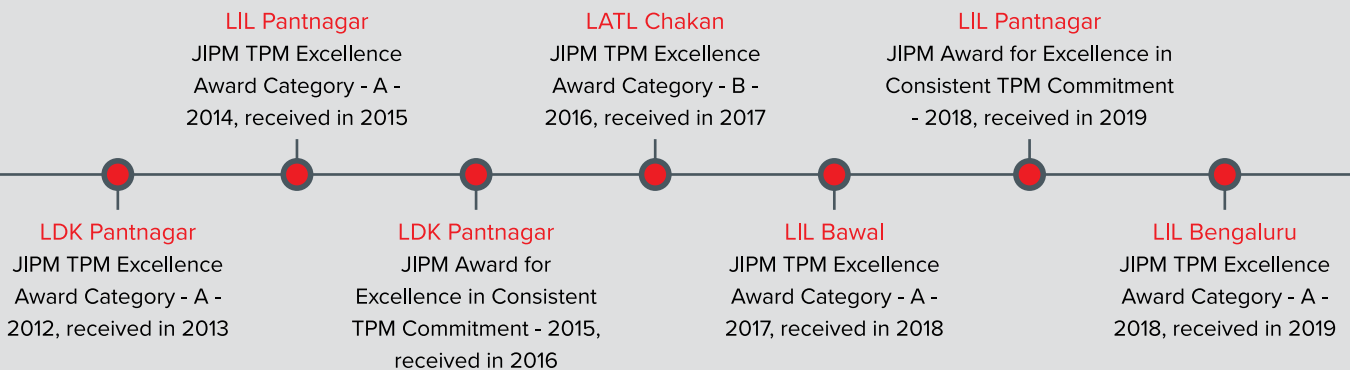 LIL Pantnagar
JIPM TPM Excellence
Award Category - A -
2014, received in 2015
LATL Chakan
JIPM TPM Excellence
Award Category - B -
2016, received in 2017
LIL Pantnagar
JIPM Award for Excellence in
Consistent TPM Commitment
- 2018, received in 2019
LDK Pantnagar
JIPM TPM Excellence
Award Category - A -
2012, received in 2013
LDK Pantnagar
JIPM Award for
Excellence in Consistent
TPM Commitment - 2015,
received in 2016
LIL Bawal
JIPM TPM Excellence
Award Category - A -
2017, received in 2018
LIL Bengaluru
JIPM TPM Excellence
Award Category - A -
2018, received in 2019